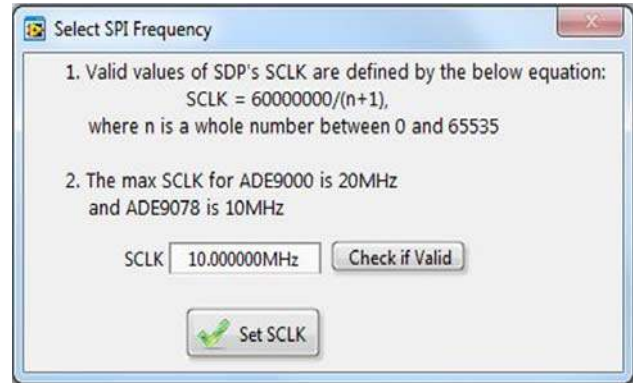 Select SPI Frequency
1. Valid values of SDP's SCLK are defined by the below equation:
SCLK = 60000000/(n+1),
where n is a whole number between 0 and 65535
2. The max SCLK for ADE9000 is 20MHz
and ADE9078 is 10MHz
SCLK 10.000000MHz Check if Valid
Set SCLK